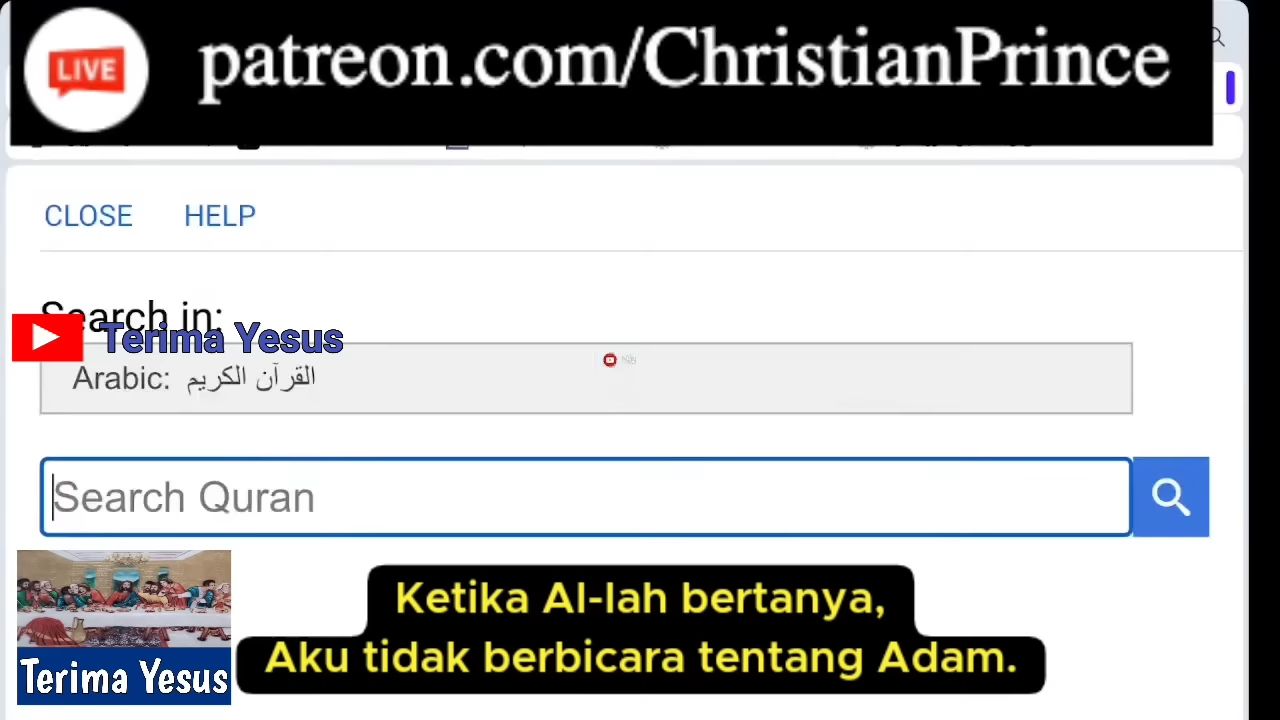 LIVE
patreon.com/ChristianPrince
CLOSE HELP
Search in:
Terima Yesus
Arabic: القرآن الكريم
Search Quran
Ketika Al-lah bertanya,
Aku tidak berbicara tentang Adam.
Terima Yesus